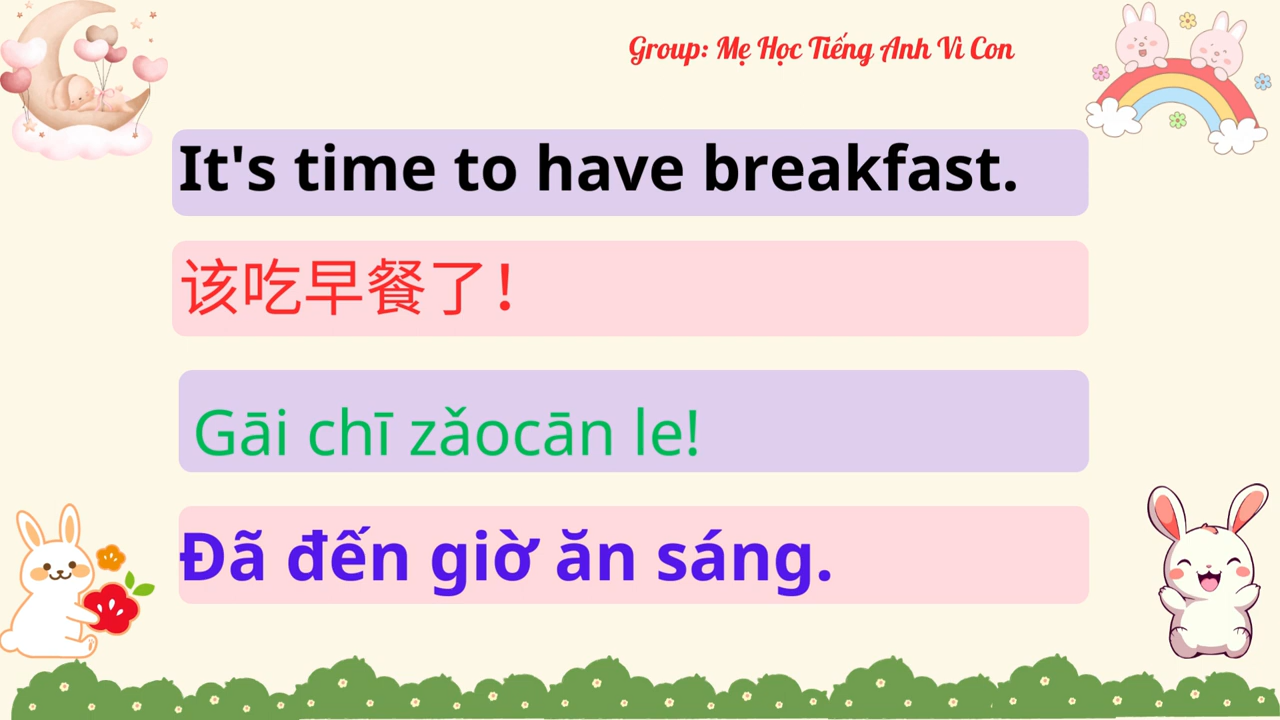 Group: Mẹ Học Tiếng Anh Vì Con
It's time to have breakfast.
该吃早餐了！
Gāi chī zǎocān le!
Đã đến giờ ăn sáng.